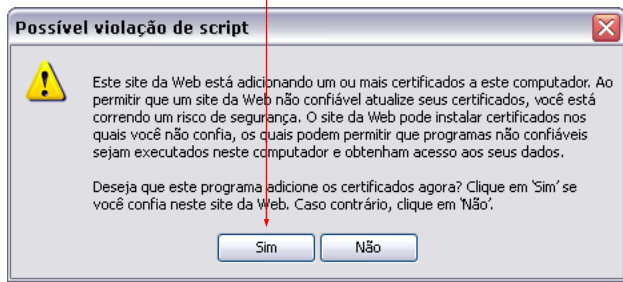 Possível violação de script
Este site da Web está adicionando um ou mais certificados a este computador. Ao
permitir que um site da Web não confiável atualize seus certificados, você está
correndo um risco de segurança. O site da Web pode instalar certificados nos
quais você não confia, os quais podem permitir que programas não confiáveis
sejam executados neste computador e obtenham acesso aos seus dados.
Deseja que este programa adicione os certificados agora? Clique em 'Sim' se
você confia neste site da Web. Caso contrário, clique em 'Não'.
Sim
Não